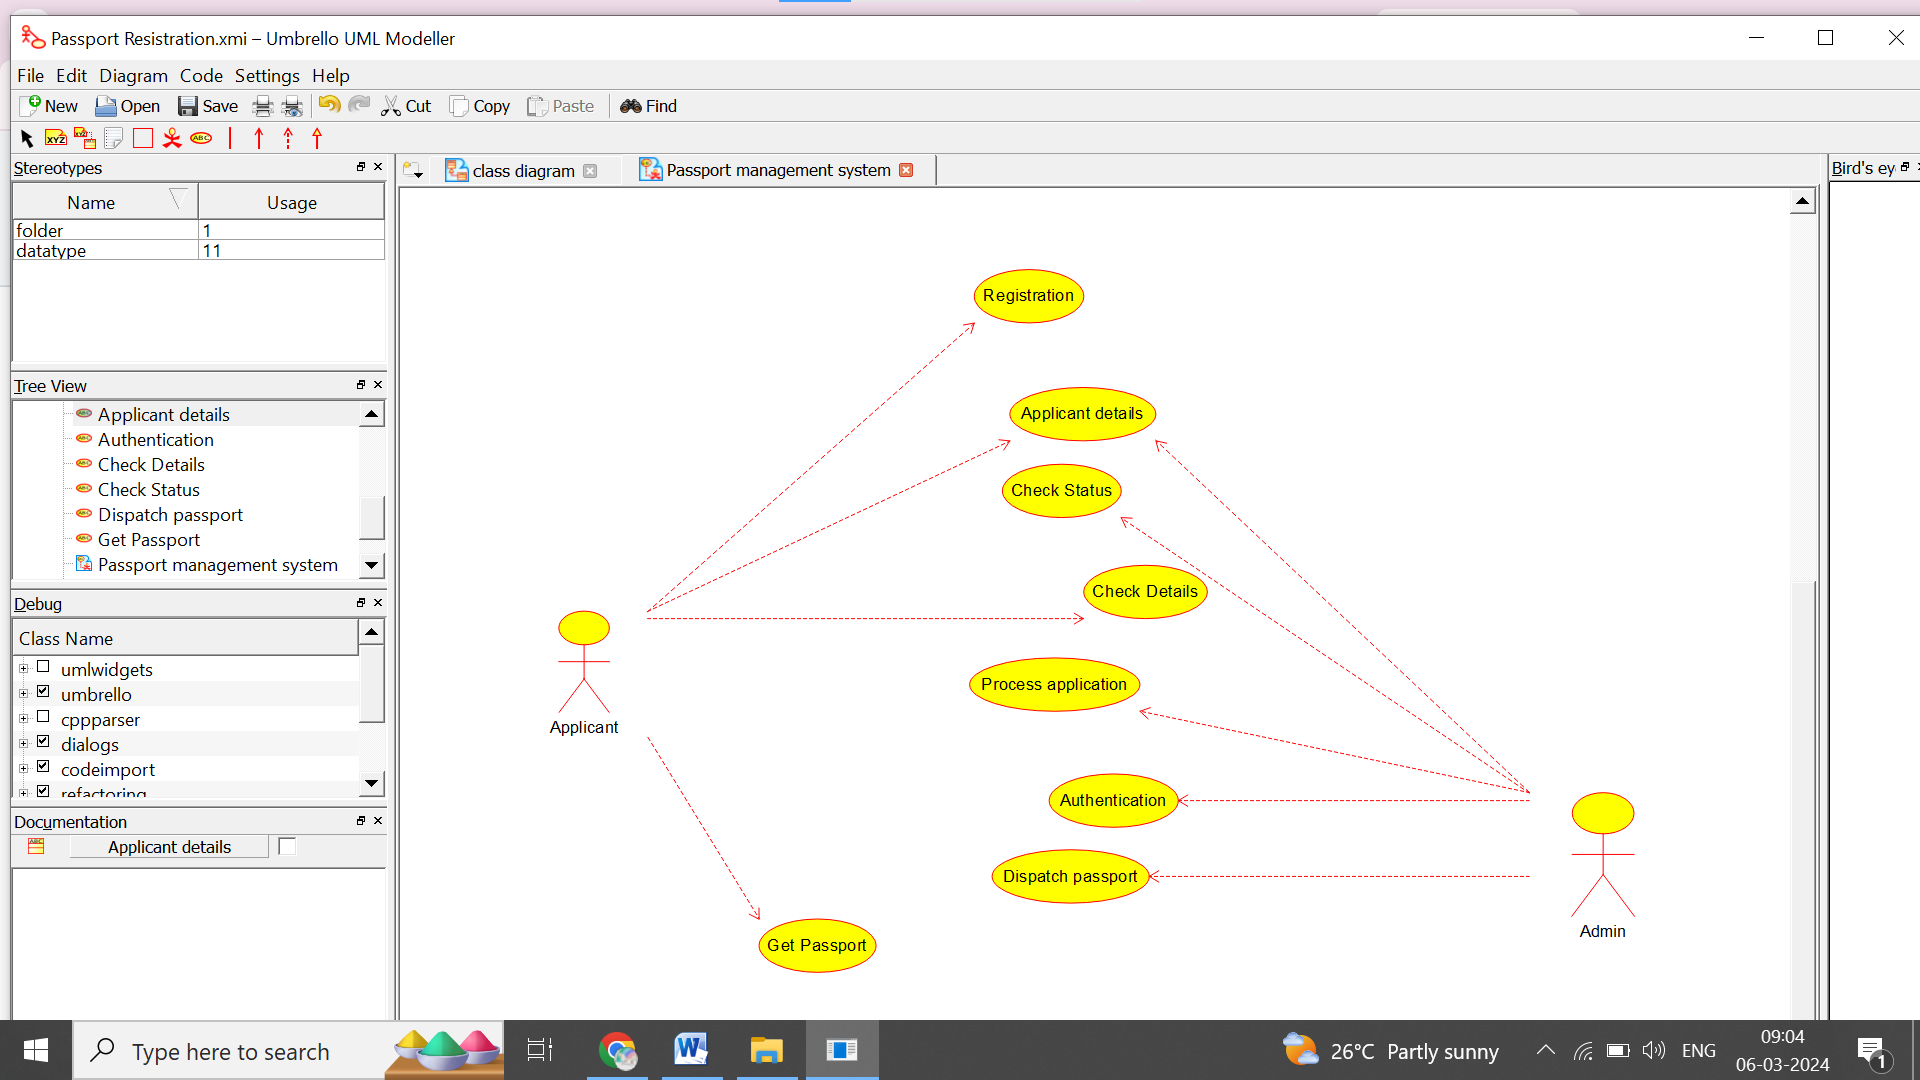 Passport Resistration.xmi – Umbrello UML Modeller
File Edit Diagram Code Settings Help
New Open Save Cut Copy Paste Find
XYZ XYZ ABC
Stereotypes
Name Usage
folder 1
datatype 11
Tree View
Applicant details
Authentication
Check Details
Check Status
Dispatch passport
Get Passport
Passport management system
Debug
Class Name
umlwidgets
umbrello
cppparser
dialogs
codeimport
refactoring
Documentation
Applicant details
class diagram Passport management system
Registration
Applicant details
Check Status
Check Details
Process application
Applicant
Authentication
Dispatch passport
Admin
Get Passport
Bird's ey
Type here to search
26°C Partly sunny
ENG
09:04
06-03-2024
1